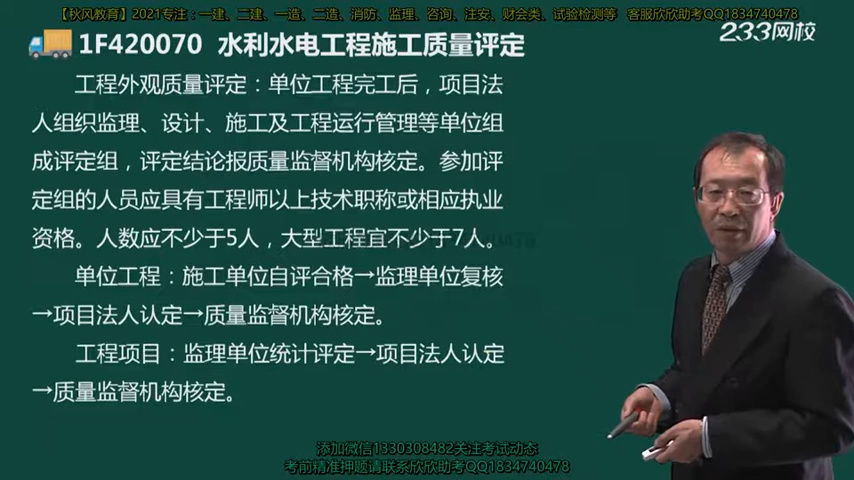 【秋风教育】2021专注：一建、二建、一造、二造、消防、监理、咨询、注安、财会类、试验检测等 客服欣欣助考QQ1834740478
233网校
1F420070 水利水电工程施工质量评定
工程外观质量评定：单位工程完工后，项目法
人组织监理、设计、施工及工程运行管理等单位组
成评定组，评定结论报质量监督机构核定。参加评
定组的人员应具有工程师以上技术职称或相应执业
资格。人数应不少于5人，大型工程宜不少于7人。
单位工程：施工单位自评合格→监理单位复核
→项目法人认定→质量监督机构核定。
工程项目：监理单位统计评定→项目法人认定
→质量监督机构核定。
添加微信1330308482关注考试动态
考前精准押题请联系欣欣助考QQ1834740478